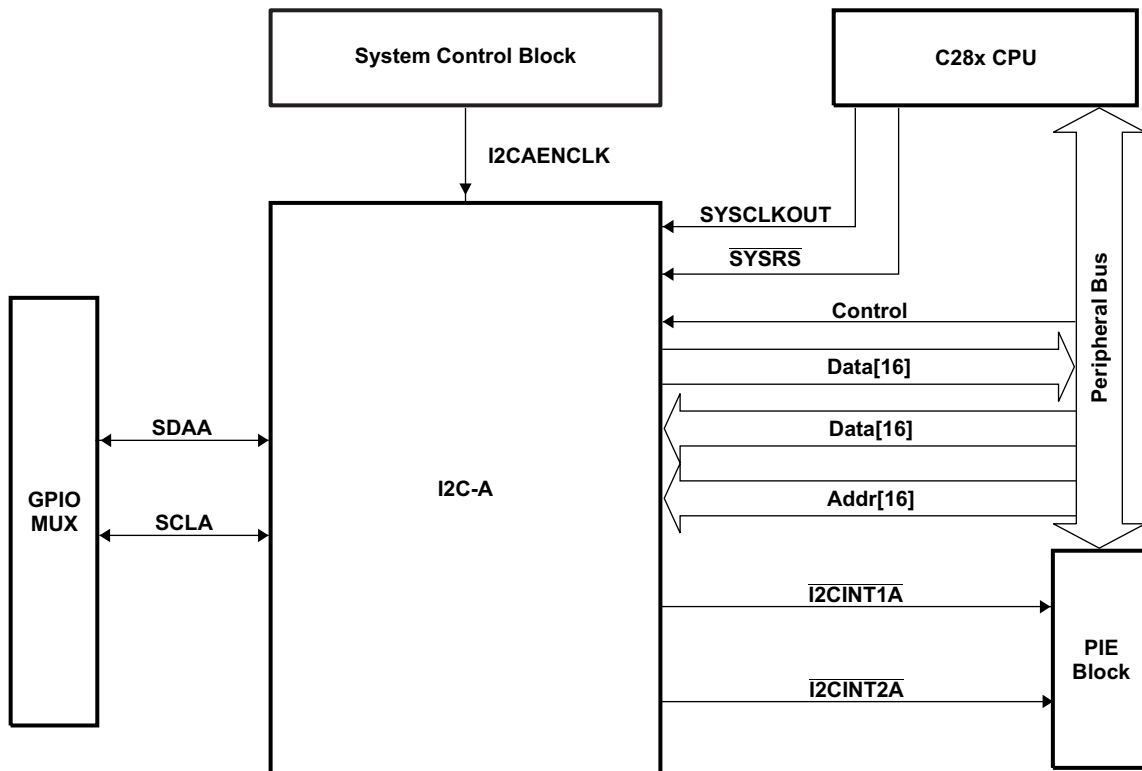 System Control Block
C28x CPU
I2CAENCLK
SYSCLKOUT
SYSRS
Control
Data[16]
Data[16]
Addr[16]
Peripheral Bus
SDAA
SCLA
GPIO
MUX
I2C-A
I2CINT1A
I2CINT2A
PIE
Block